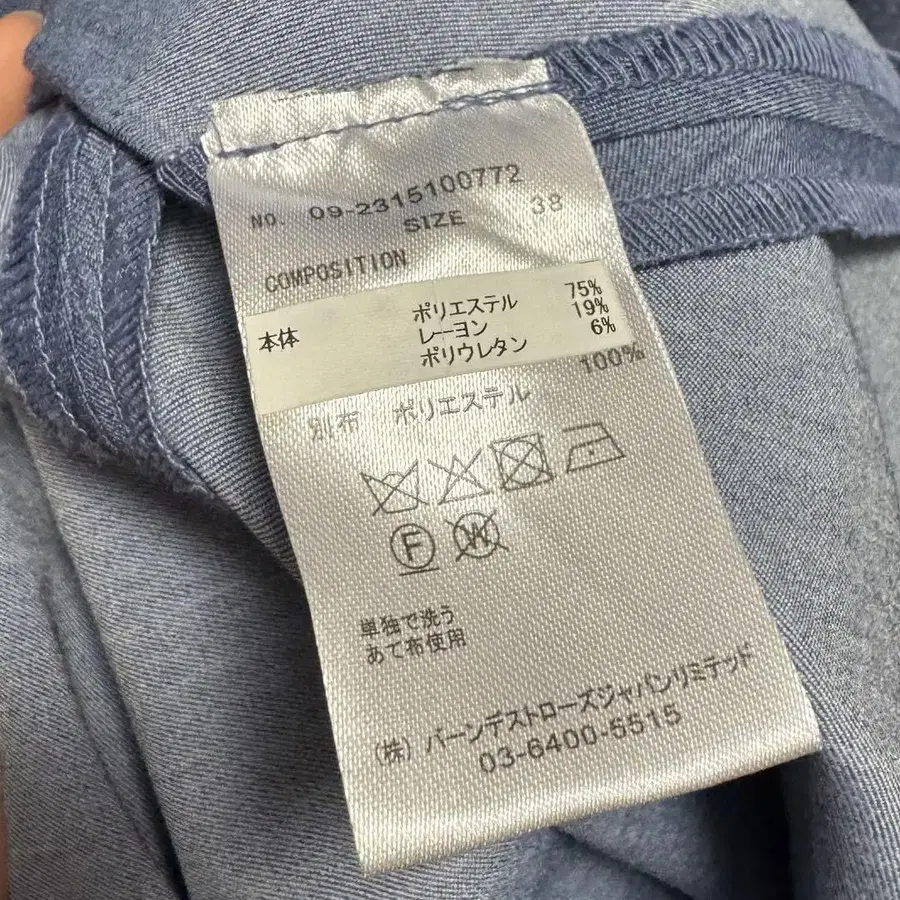 NO. 09-2315100772
SIZE 38
COMPOSITION
本体 ポリエステル 75%
レーヨン 19%
ポリウレタン 6%
別布 ポリエステル 100%
F W
単独で洗う
あて布使用
(株) バーンデストローズジャパンリミテッド
03-6400-5515